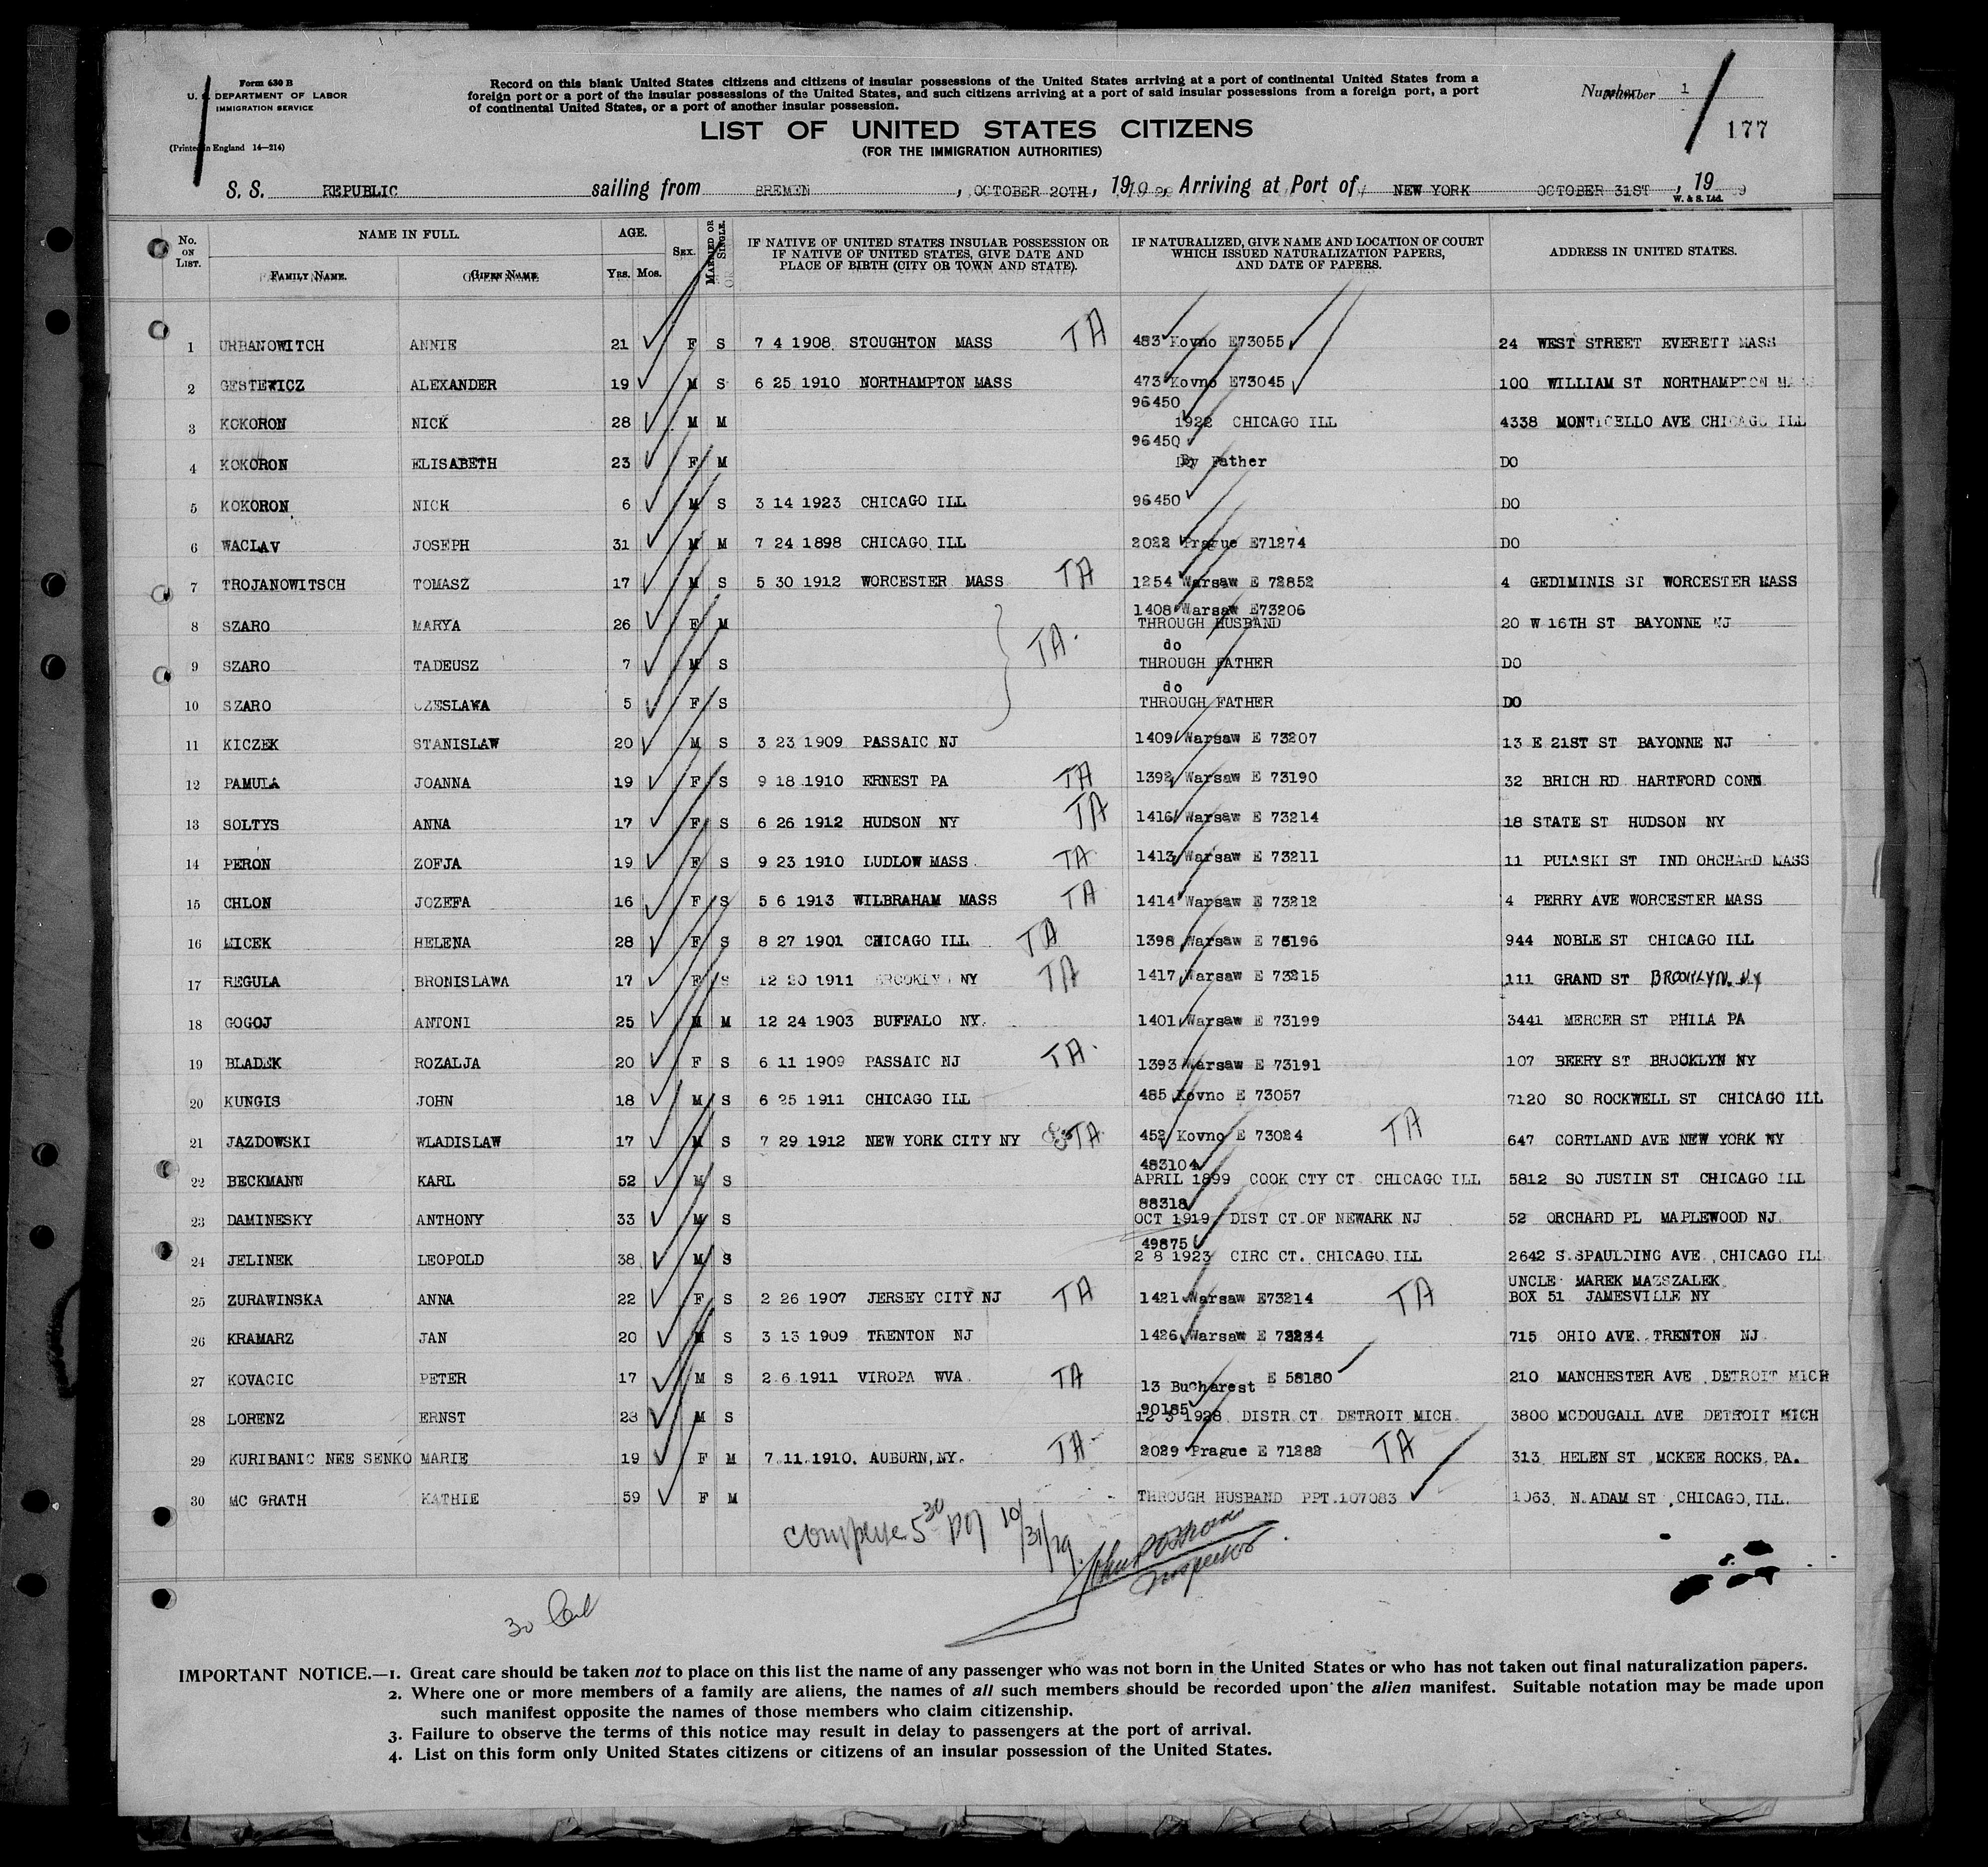 Form 630 B
U. S. DEPARTMENT OF LABOR
IMMIGRATION SERVICE
(Printed in England 14—214)
Record on this blank United States citizens and citizens of insular possessions of the United States arriving at a port of continental United States from a
foreign port or a port of the insular possessions of the United States, and such citizens arriving at a port of said insular possessions from a foreign port, a port
of continental United States, or a port of another insular possession.
LIST OF UNITED STATES CITIZENS
(FOR THE IMMIGRATION AUTHORITIES)
Number 1
177
S. S. REPUBLIC sailing from BREMEN, OCTOBER 20TH, 19 Arriving at Port of NEW YORK OCTOBER 31ST, 19 9
W. & S. Ltd.
No. ON LIST. NAME IN FULL. FAMILY NAME. GIVEN NAME. AGE. YRS. MOS. SEX. MARRIED OR SINGLE. IF NATIVE OF UNITED STATES INSULAR POSSESSION OR IF NATIVE OF UNITED STATES, GIVE DATE AND PLACE OF BIRTH (CITY OR TOWN AND STATE). IF NATURALIZED, GIVE NAME AND LOCATION OF COURT WHICH ISSUED NATURALIZATION PAPERS, AND DATE OF PAPERS. ADDRESS IN UNITED STATES.
1 URBANOWITCH ANNIE 21 F S 7 4 1908 STOUGHTON MASS TA 483 Kovno E73055 24 WEST STREET EVERETT MASS
2 GESTEWICZ ALEXANDER 19 M S 6 25 1910 NORTHAMPTON MASS 473 Kovno E73045 100 WILLIAM ST NORTHAMPTON MASS
96450
3 KOKORON NICK 28 M M 1922 CHICAGO ILL 4338 MONTICELLO AVE CHICAGO ILL
96450
4 KOKORON ELISABETH 23 F M By Father DO
5 KOKORON NICK 6 M S 3 14 1923 CHICAGO ILL 96450 DO
6 WACLAV JOSEPH 31 M M 7 24 1898 CHICAGO ILL 2022 Prague E71274 DO
7 TROJANOWITSCH TOMASZ 17 M S 5 30 1912 WORCESTER MASS TA 1254 Warsaw E 72852 4 GEDIMINIS ST WORCESTER MASS
1408 Warsaw E73206
8 SZARO MARYA 26 F M THROUGH HUSBAND 20 W 16TH ST BAYONNE NJ
TA
do
9 SZARO TADEUSZ 7 M S THROUGH FATHER DO
do
10 SZARO CZESLAWA 5 F S THROUGH FATHER DO
11 KICZEK STANISLAW 20 M S 3 23 1909 PASSAIC NJ 1409 Warsaw E 73207 13 E 21ST ST BAYONNE NJ
12 PAMULA JOANNA 19 F S 9 18 1910 ERNEST PA TA 1392 Warsaw E 73190 32 BRICH RD HARTFORD CONN
13 SOLTYS ANNA 17 F S 6 26 1912 HUDSON NY TA 1416 Warsaw E 73214 18 STATE ST HUDSON NY
14 PERON ZOFJA 19 F S 9 23 1910 LUDLOW MASS TA 1413 Warsaw E 73211 11 PULASKI ST IND ORCHARD MASS
15 CHLON JOZEFA 16 F S 5 6 1913 WILBRAHAM MASS TA 1414 Warsaw E 73212 4 PERRY AVE WORCESTER MASS
16 MICEK HELENA 28 F S 8 27 1901 CHICAGO ILL TA 1398 Warsaw E 73196 944 NOBLE ST CHICAGO ILL
17 REGULA BRONISLAWA 17 F S 12 20 1911 BROOKLYN NY TA 1417 Warsaw E 73215 111 GRAND ST BROOKLYN. NY
18 GOGOJ ANTONI 25 M M 12 24 1903 BUFFALO NY. 1401 Warsaw E 73199 3441 MERCER ST PHILA PA
19 BLADEK ROZALJA 20 F S 6 11 1909 PASSAIC NJ TA 1393 Warsaw E 73191 107 BEERY ST BROOKLYN NY
20 KUNGIS JOHN 18 M S 6 25 1911 CHICAGO ILL 485 Kovno E 73057 7120 SO ROCKWELL ST CHICAGO ILL
21 JAZDOWSKI WLADISLAW 17 M S 7 29 1912 NEW YORK CITY NY TA 452 Kovno E 73024 TA 647 CORTLAND AVE NEW YORK NY
483104
22 BECKMANN KARL 52 M S APRIL 1899 COOK CTY CT CHICAGO ILL 5812 SO JUSTIN ST CHICAGO ILL
88318
23 DAMINESKY ANTHONY 33 M S OCT 1919 DIST CT OF NEWARK NJ 52 ORCHARD PL MAPLEWOOD NJ
49875
24 JELINEK LEOPOLD 38 M S 2 8 1923 CIRC CT. CHICAGO ILL 2642 S.SPAULDING AVE CHICAGO ILL
UNCLE MAREK MAZSZALEK
25 ZURAWINSKA ANNA 22 F S 2 26 1907 JERSEY CITY NJ TA 1421 Warsaw E73214 TA BOX 51 JAMESVILLE NY
26 KRAMARZ JAN 20 M S 3 13 1909 TRENTON NJ 1426 Warsaw E 715 OHIO AVE. TRENTON NJ
27 KOVACIC PETER 17 M S 2 6 1911 VIROPA WVA TA 13 Bucharest E 58180 210 MANCHESTER AVE DETROIT MICH
90185
28 LORENZ ERNST 28 M S 12 3 1928 DISTR CT DETROIT MICH 3800 MCDOUGALL AVE DETROIT MICH
29 KURIBANIC NEE SENKO MARIE 19 F M 7.11.1910. AUBURN, NY. TA 2029 Prague E 71282 TA 313 HELEN ST MCKEE ROCKS, PA.
30 MC GRATH KATHIE 59 F M THROUGH HUSBAND PPT.107083 1063 N.ADAM ST CHICAGO, ILL.
5 30 10/31/29
Inspector
30
IMPORTANT NOTICE.—1. Great care should be taken not to place on this list the name of any passenger who was not born in the United States or who has not taken out final naturalization papers.
2. Where one or more members of a family are aliens, the names of all such members should be recorded upon the alien manifest. Suitable notation may be made upon
such manifest opposite the names of those members who claim citizenship.
3. Failure to observe the terms of this notice may result in delay to passengers at the port of arrival.
4. List on this form only United States citizens or citizens of an insular possession of the United States.